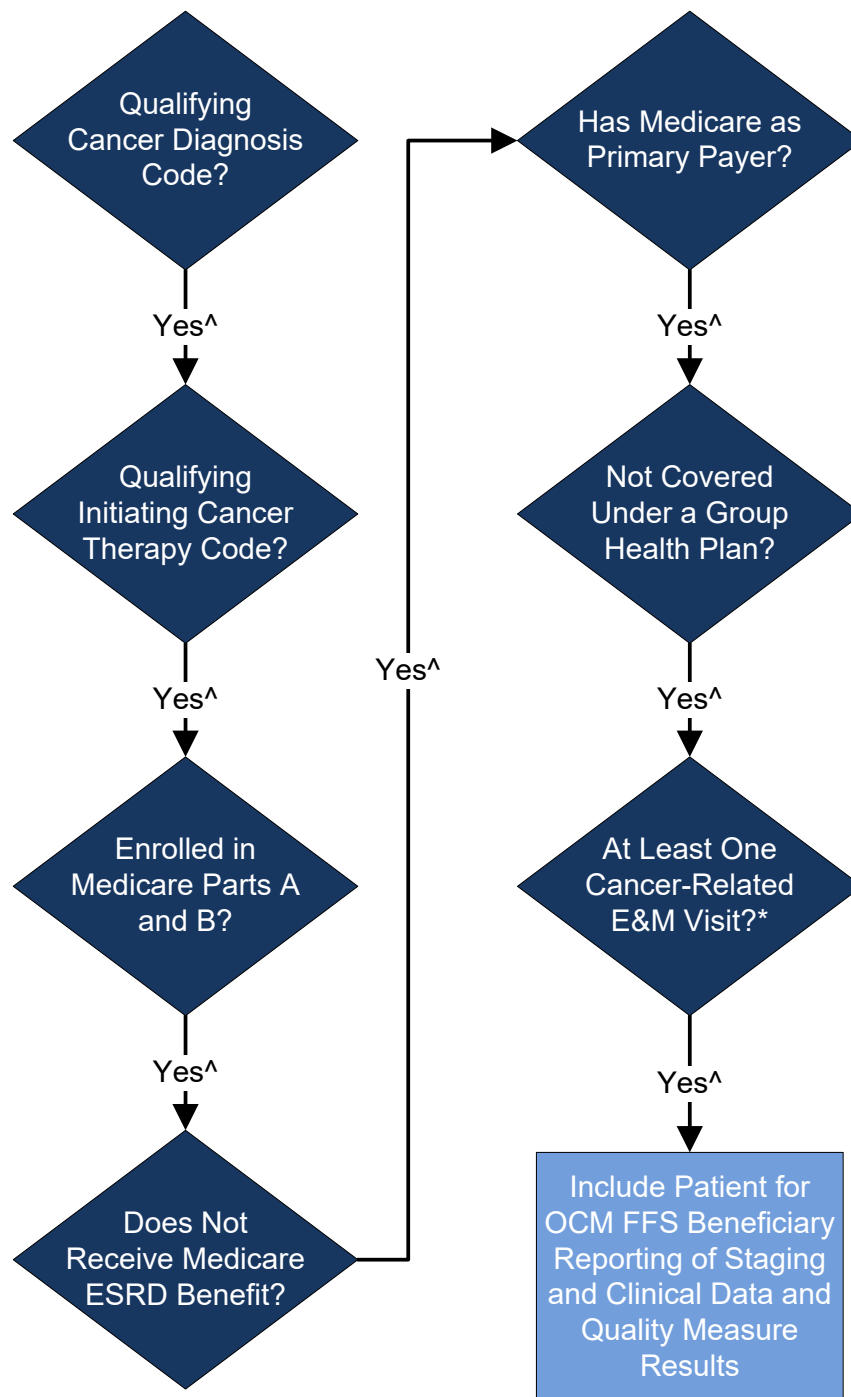 Qualifying
Cancer Diagnosis
Code?
Yes^
Qualifying
Initiating Cancer
Therapy Code?
Yes^
Enrolled in
Medicare Parts A
and B?
Yes^
Does Not
Receive Medicare
ESRD Benefit?
Yes^
Has Medicare as
Primary Payer?
Yes^
Not Covered
Under a Group
Health Plan?
Yes^
At Least One
Cancer-Related
E&M Visit?*
Yes^
Include Patient for
OCM FFS Beneficiary
Reporting of Staging
and Clinical Data and
Quality Measure
Results